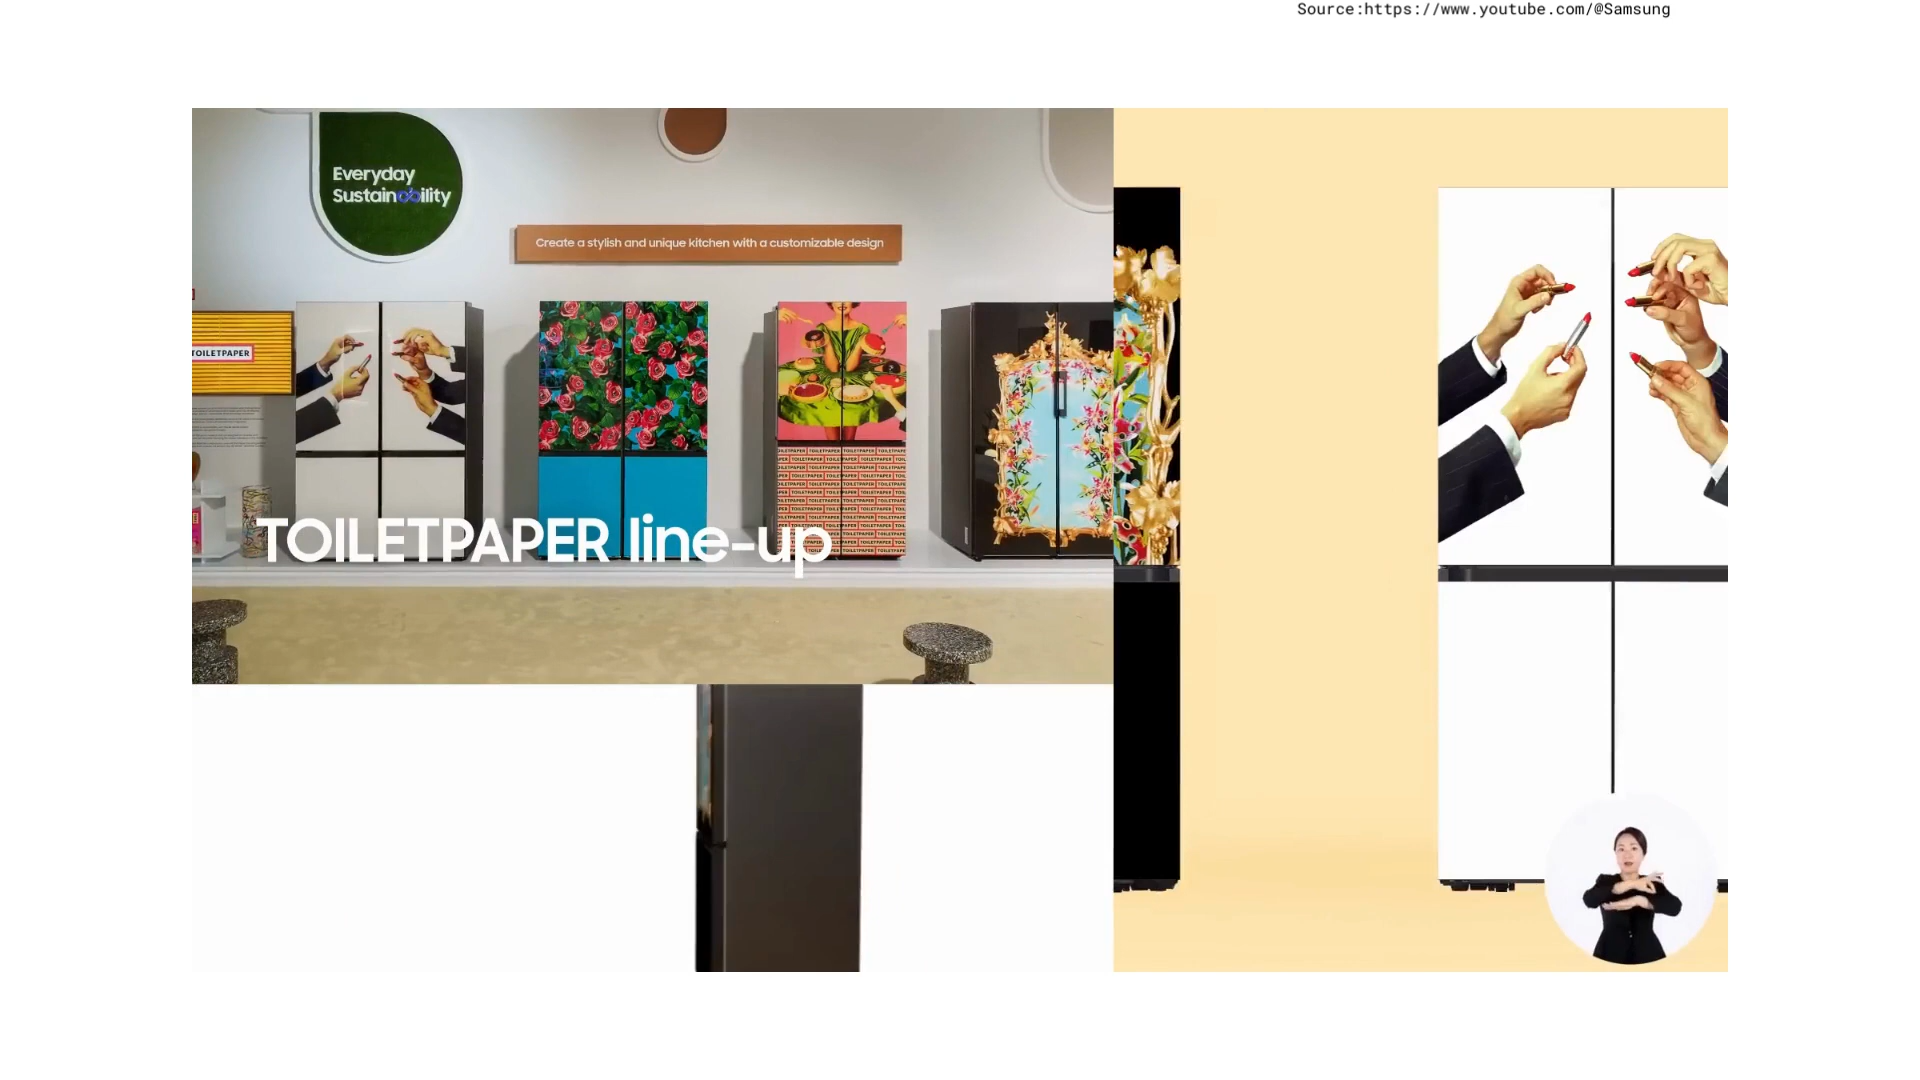 Source:https://www.youtube.com/@Samsung
Everyday
Sustainability
Create a stylish and unique kitchen with a customizable design
TOILETPAPER
TOILETPAPER line-up